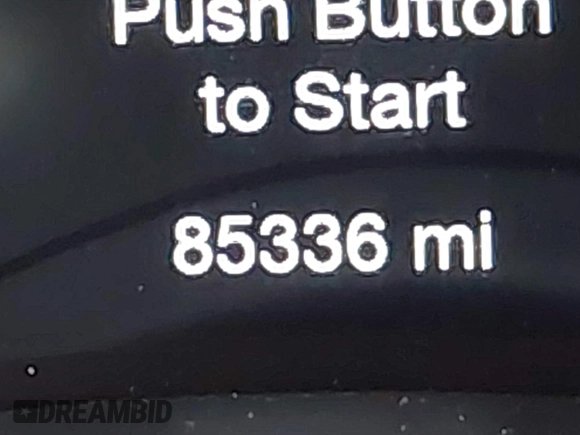 Push Button
to Start
85336 mi
DREAMBID